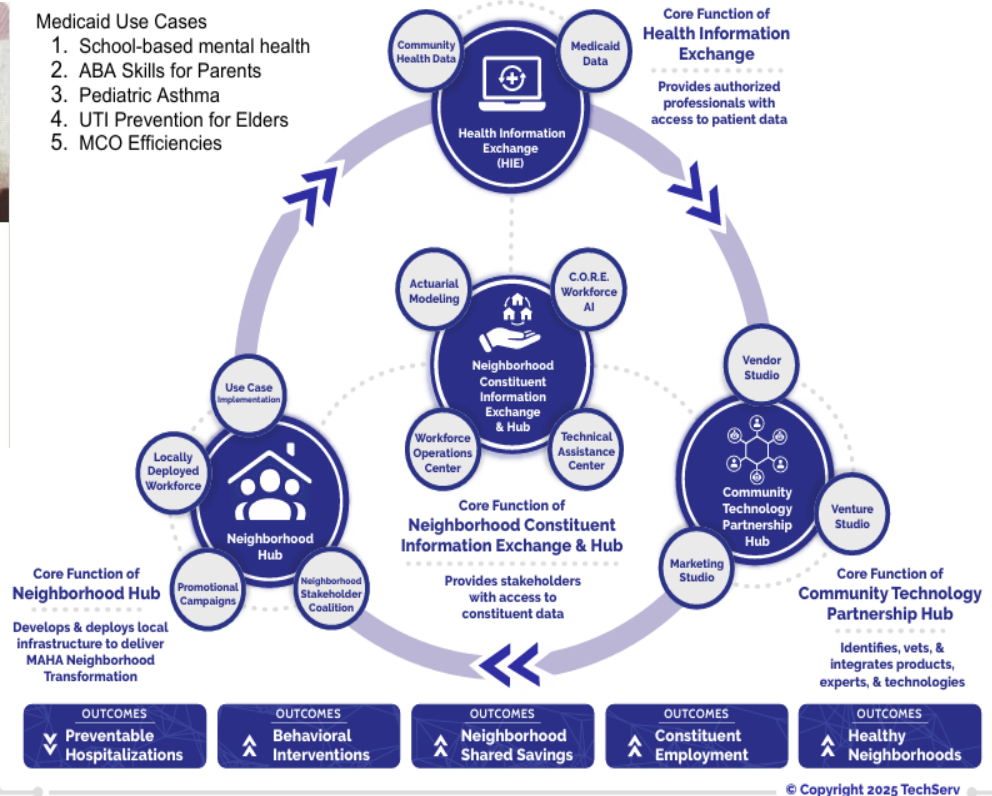 Medicaid Use Cases
1. School-based mental health
2. ABA Skills for Parents
3. Pediatric Asthma
4. UTI Prevention for Elders
5. MCO Efficiencies
Community
Health Data
Medicaid
Data
Health Information
Exchange
(HIE)
Core Function of
Health Information
Exchange
Provides authorized
professionals with
access to patient data
Actuarial
Modeling
C.O.R.E.
Workforce
AI
Neighborhood
Constituent
Information
Exchange
& Hub
Workforce
Operations
Center
Technical
Assistance
Center
Core Function of
Neighborhood Constituent
Information Exchange & Hub
Provides stakeholders
with access to
constituent data
Use Case
Implementation
Locally
Deployed
Workforce
Neighborhood
Hub
Promotional
Campaigns
Neighborhood
Stakeholder
Coalition
Core Function of
Neighborhood Hub
Develops & deploys local
infrastructure to deliver
MAHA Neighborhood
Transformation
Vendor
Studio
Community
Technology
Partnership
Hub
Venture
Studio
Marketing
Studio
Core Function of
Community Technology
Partnership Hub
Identifies, vets, &
integrates products,
experts, & technologies
OUTCOMES
Preventable
Hospitalizations
OUTCOMES
Behavioral
Interventions
OUTCOMES
Neighborhood
Shared Savings
OUTCOMES
Constituent
Employment
OUTCOMES
Healthy
Neighborhoods
© Copyright 2025 TechServ